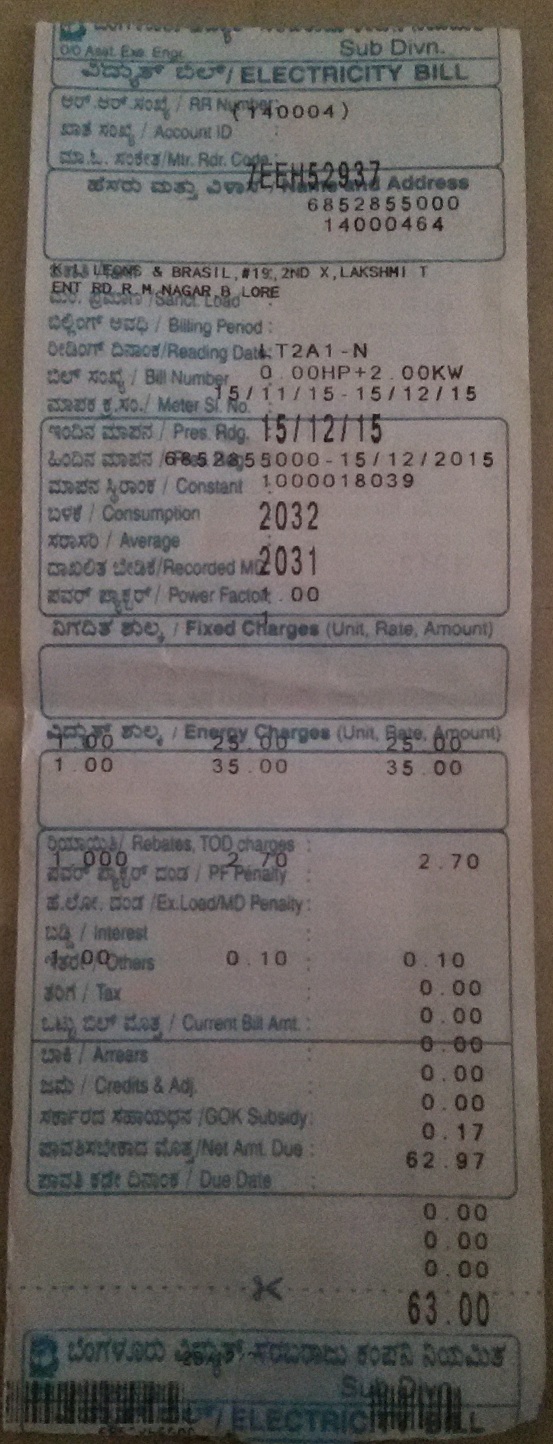 Sub Divn.
O/O Asst. Exe. Engr.
ವಿದ್ಯುತ್ ಬಿಲ್ / ELECTRICITY BILL
ಆರ್.ಆರ್.ಸಂಖ್ಯೆ / RR Number:
(140004)
ಖಾತೆ ಸಂಖ್ಯೆ / Account ID
ಮಾ.ಓ. ಸಂಕೇತ/Mtr. Rdr. Code:
7EEH52937
ಹೆಸರು ಮತ್ತು ವಿಳಾಸ / Name and Address
6852855000
14000464
LEONS & BRASIL,#19,2ND X,LAKSHMI T
ENT RD R.M.NAGAR,B LORE
/Sanct. Load
ಬಿಲ್ಲಿಂಗ್ ಅವಧಿ / Billing Period :
ರೀಡಿಂಗ್ ದಿನಾಂಕ/Reading Date:
LT2A1-N
ಬಿಲ್ ಸಂಖ್ಯೆ / Bill Number
0.00HP+2.00KW
15/11/15-15/12/15
ಮಾಪಕ ಕ್ರ.ಸಂ./ Meter Sl. No.
ಇಂದಿನ ಮಾಪನ / Pres. Rdg.
15/12/15
ಹಿಂದಿನ ಮಾಪನ /
6852855000-15/12/2015
ಮಾಪನ ಸ್ಥಿರಾಂಕ / Constant
1000018039
ಬಳಕೆ / Consumption
2032
ಸರಾಸರಿ / Average
ದಾಖಲಿತ ಬೇಡಿಕೆ/Recorded MD
2031
ಪವರ್ ಫ್ಯಾಕ್ಟರ್ / Power Factor
1.00
1
ನಿಗದಿತ ಶುಲ್ಕ / Fixed Charges (Unit, Rate, Amount)
ವಿದ್ಯುತ್ ಶುಲ್ಕ / Energy Charges (Unit, Rate, Amount)
1.00 25.00 25.00
1.00 35.00 35.00
ರಿಯಾಯಿತಿ/ Rebates, TOD charges :
1.000 2.70 2.70
ಪವರ್ ಫ್ಯಾಕ್ಟರ್ ದಂಡ / PF Penalty :
ಹೆ.ಲೋ. ದಂಡ /Ex.Load/MD Penalty:
ಬಡ್ಡಿ / Interest :
ಇತರೆ / Others :
1.00 0.10 0.10
ತೆರಿಗೆ / Tax :
0.00
ಒಟ್ಟು ಬಿಲ್ ಮೊತ್ತ / Current Bill Amt. :
0.00
0.00
ಬಾಕಿ / Arrears :
0.00
ಜಮೆ / Credits & Adj. :
0.00
ಸರ್ಕಾರದ ಸಹಾಯಧನ /GOK Subsidy:
0.17
ಪಾವತಿಸಬೇಕಾದ ಮೊತ್ತ/Net Amt. Due :
62.97
ಪಾವತಿ ಕಡೇ ದಿನಾಂಕ / Due Date :
0.00
0.00
0.00
63.00
ಬೆಂಗಳೂರು ವಿದ್ಯುತ್ ಸರಬರಾಜು ಕಂಪನಿ ನಿಯಮಿತ
Sub Divn.
ELECTRICITY BILL